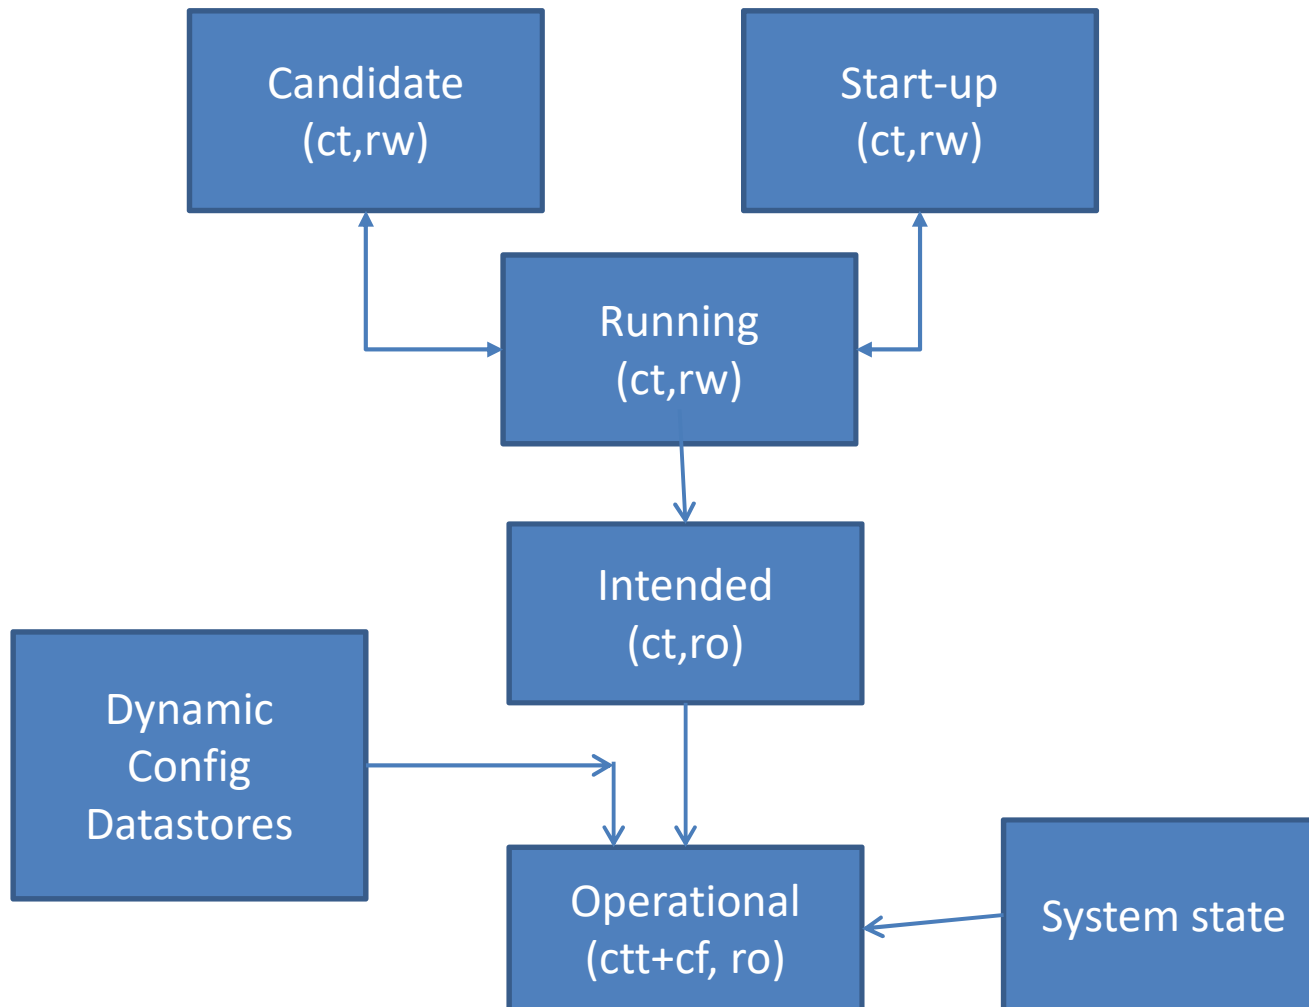 Candidate
(ct,rw)
Start-up
(ct,rw)
Running
(ct,rw)
Intended
(ct,ro)
Dynamic
Config
Datastores
Operational
(ctt+cf, ro)
System state